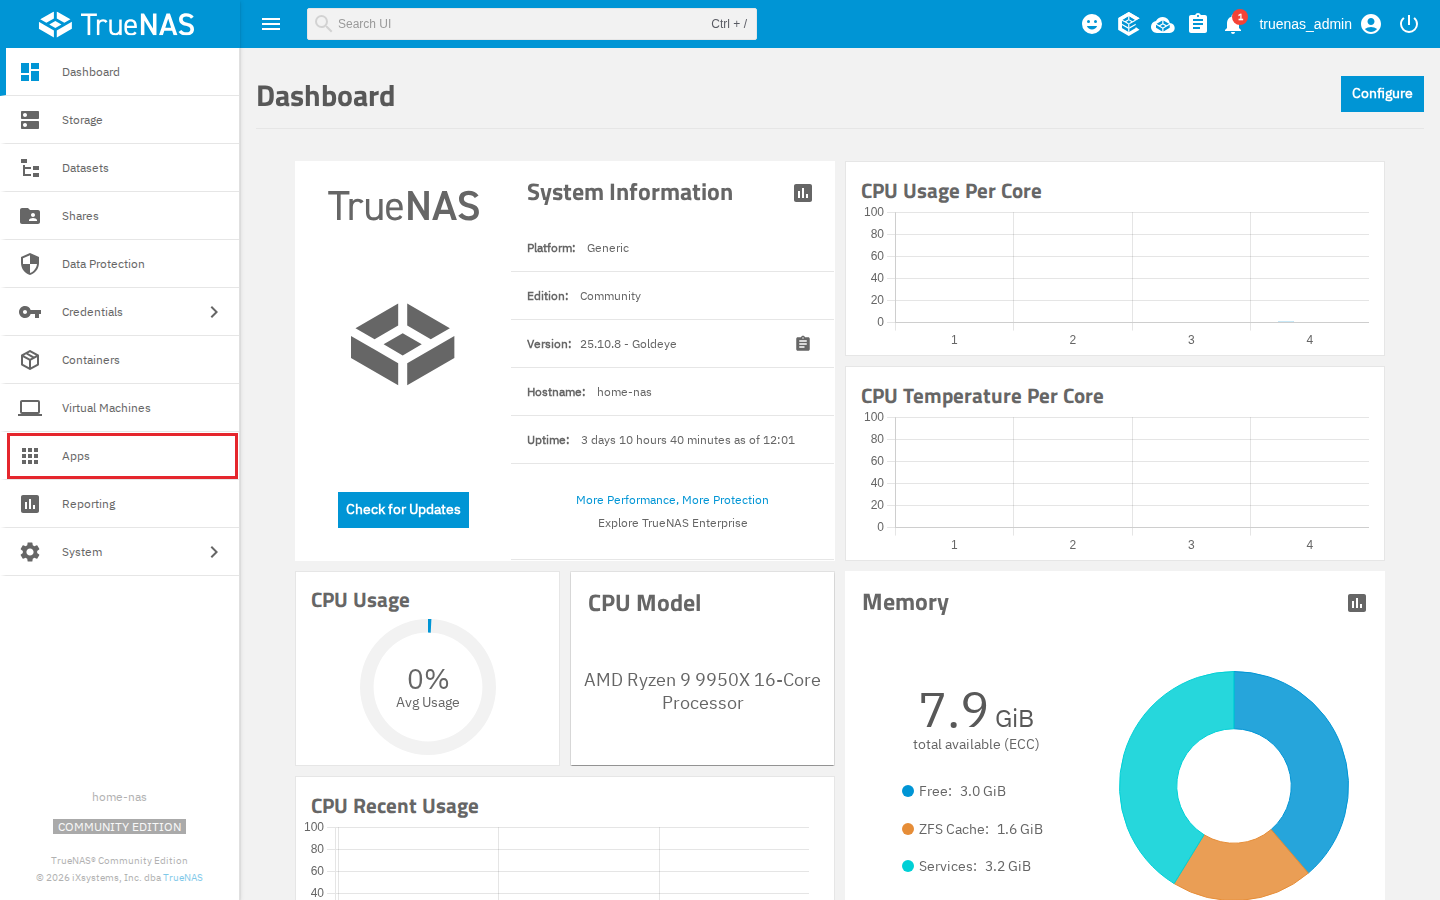 TrueNAS
Search UI
Ctrl + /
1
truenas_admin
Dashboard
Storage
Datasets
Shares
Data Protection
Credentials
Containers
Virtual Machines
Apps
Reporting
System
home-nas
COMMUNITY EDITION
TrueNAS® Community Edition
© 2026 iXsystems, Inc. dba TrueNAS
Dashboard
Configure
TrueNAS
Check for Updates
System Information
Platform: Generic
Edition: Community
Version: 25.10.8 - Goldeye
Hostname: home-nas
Uptime: 3 days 10 hours 40 minutes as of 12:01
More Performance, More Protection
Explore TrueNAS Enterprise
CPU Usage Per Core
100
80
60
40
20
0
1 2 3 4
CPU Temperature Per Core
100
80
60
40
20
0
1 2 3 4
CPU Usage
0%
Avg Usage
CPU Model
AMD Ryzen 9 9950X 16-Core
Processor
Memory
7.9 GiB
total available (ECC)
Free: 3.0 GiB
ZFS Cache: 1.6 GiB
Services: 3.2 GiB
CPU Recent Usage
100
80
60
40